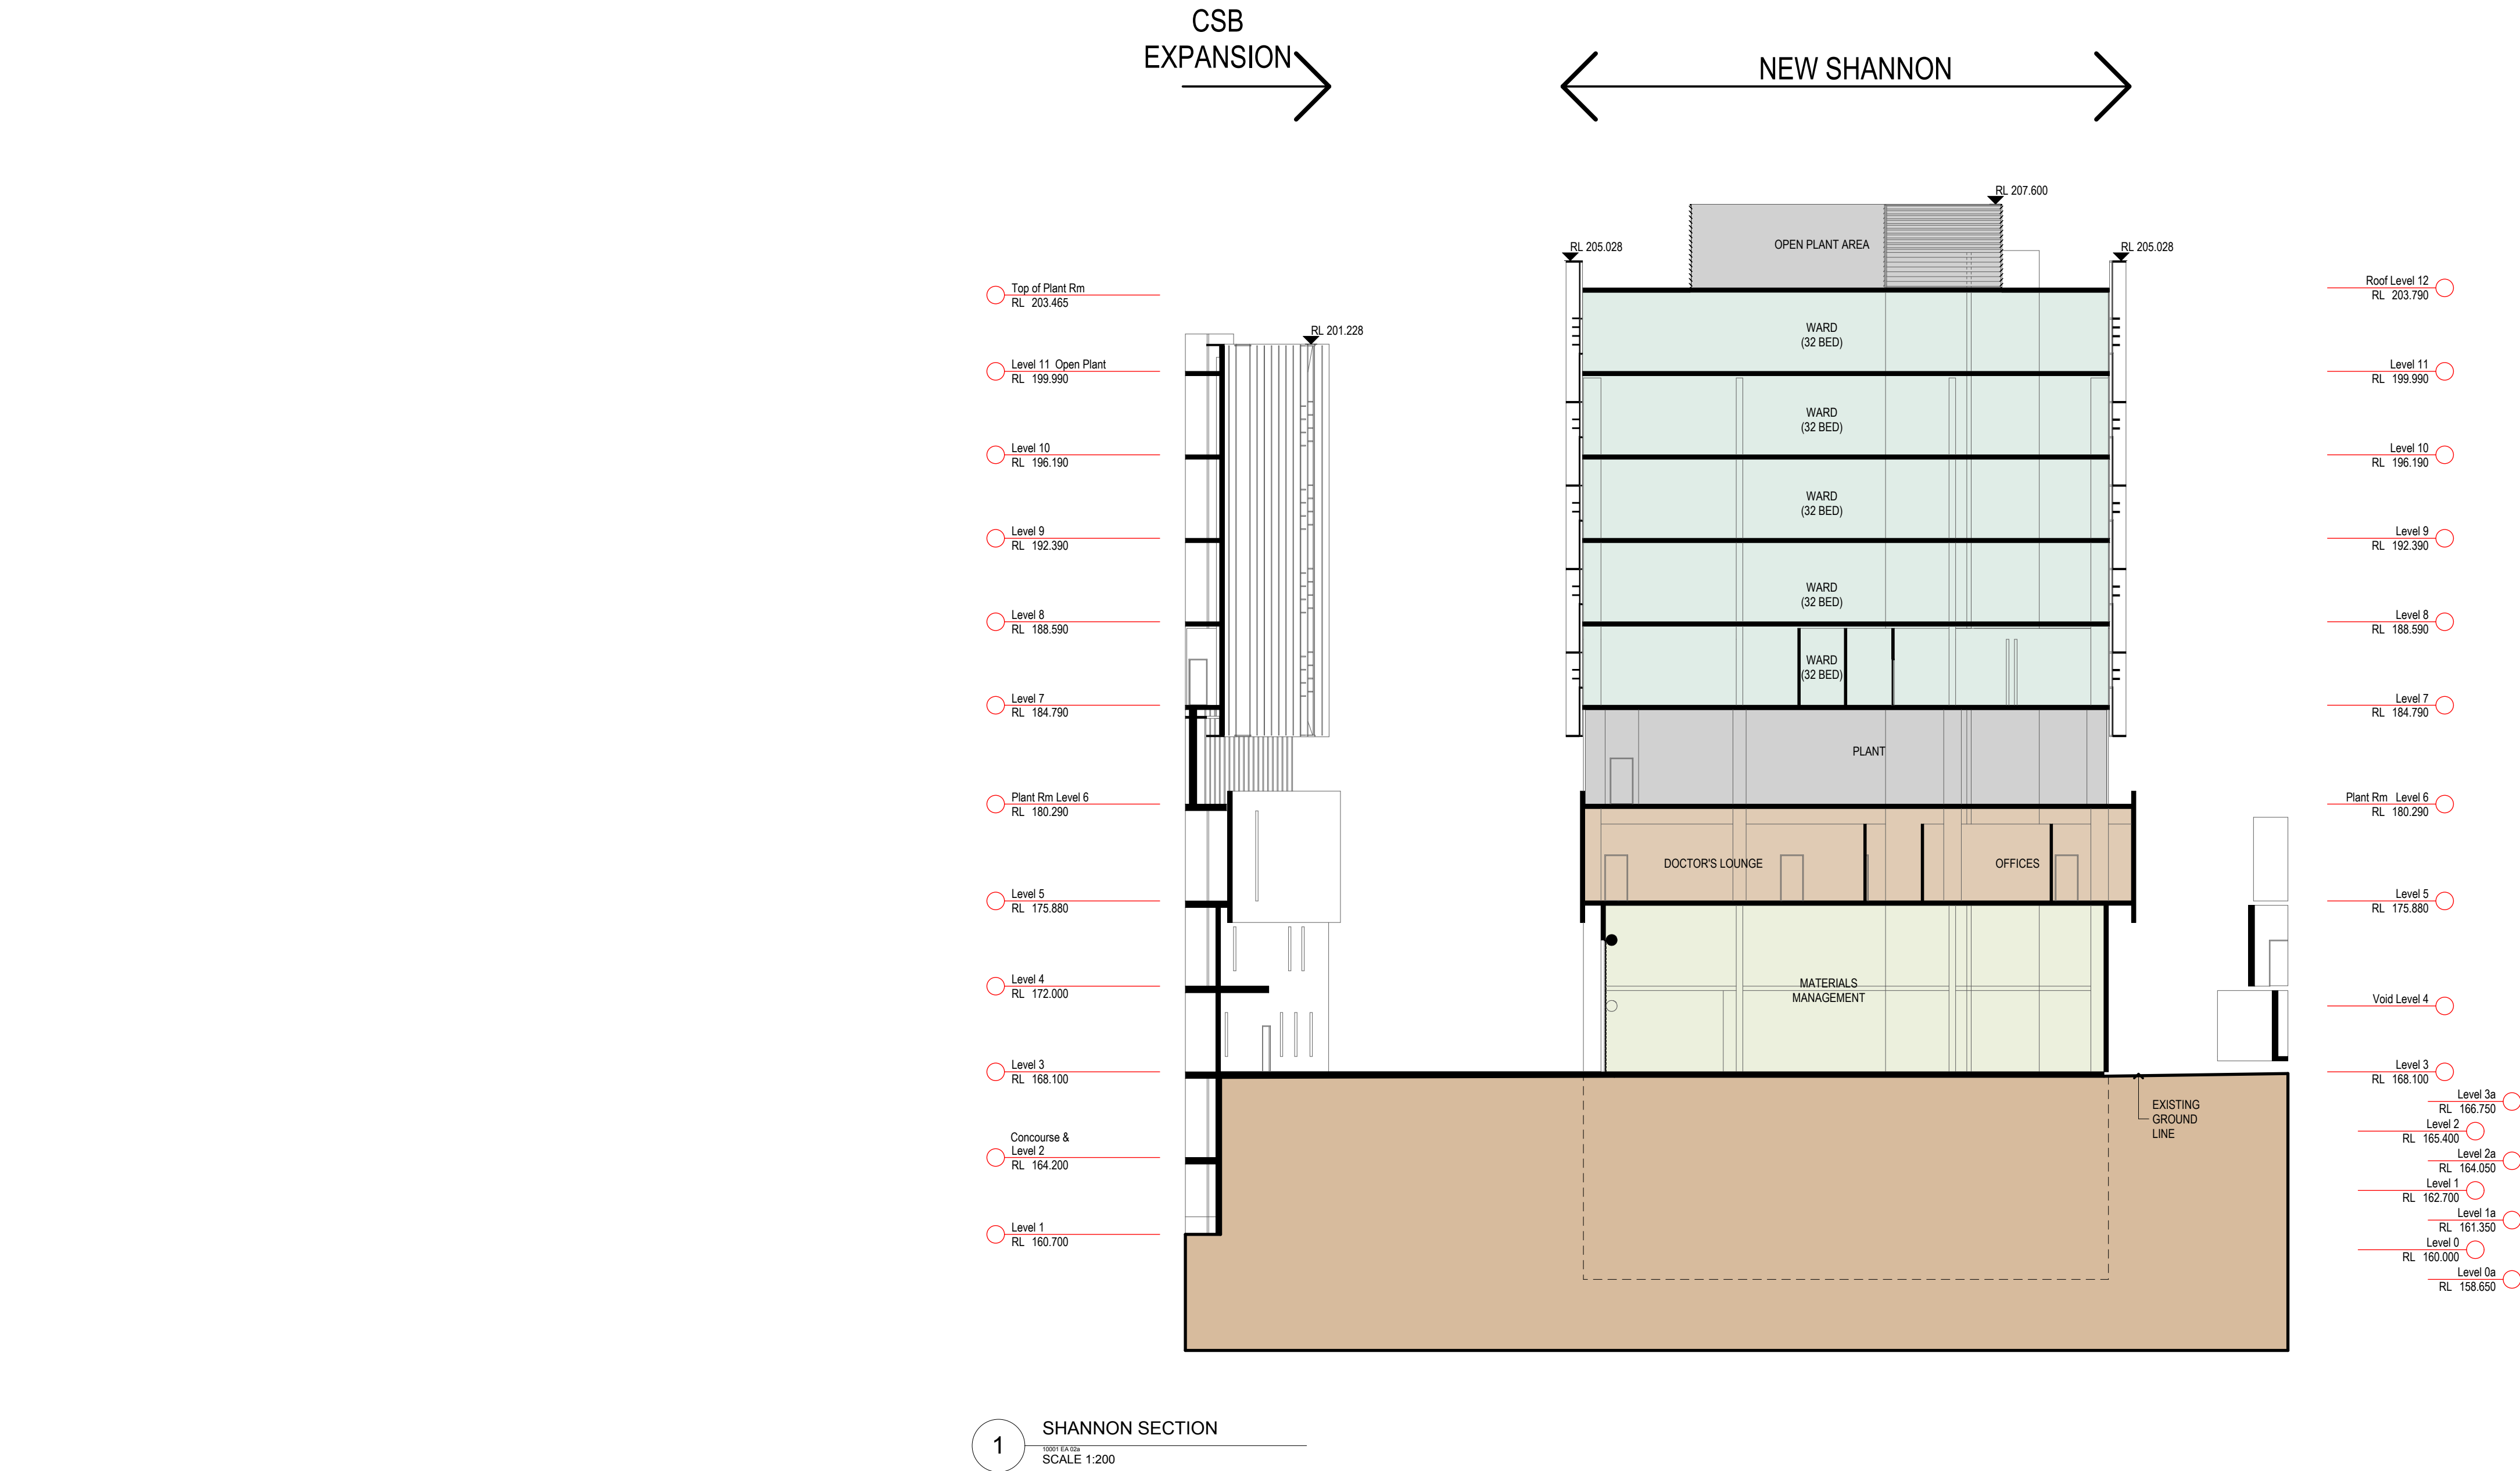 CSB
EXPANSION
NEW SHANNON
RL 207.600
RL 205.028
RL 205.028
OPEN PLANT AREA
Top of Plant Rm
RL 203.465
Roof Level 12
RL 203.790
RL 201.228
WARD
(32 BED)
Level 11 Open Plant
RL 199.990
Level 11
RL 199.990
WARD
(32 BED)
Level 10
RL 196.190
Level 10
RL 196.190
WARD
(32 BED)
Level 9
RL 192.390
Level 9
RL 192.390
WARD
(32 BED)
Level 8
RL 188.590
Level 8
RL 188.590
WARD
(32 BED)
Level 7
RL 184.790
Level 7
RL 184.790
PLANT
Plant Rm Level 6
RL 180.290
Plant Rm Level 6
RL 180.290
DOCTOR'S LOUNGE
OFFICES
Level 5
RL 175.880
Level 5
RL 175.880
Level 4
RL 172.000
MATERIALS
MANAGEMENT
Void Level 4
Level 3
RL 168.100
Level 3
RL 168.100
EXISTING
GROUND
LINE
Level 3a
RL 166.750
Level 2
RL 165.400
Concourse &
Level 2
RL 164.200
Level 2a
RL 164.050
Level 1
RL 162.700
Level 1a
RL 161.350
Level 1
RL 160.700
Level 0
RL 160.000
Level 0a
RL 158.650
1
SHANNON SECTION
10001 EA 02a
SCALE 1:200